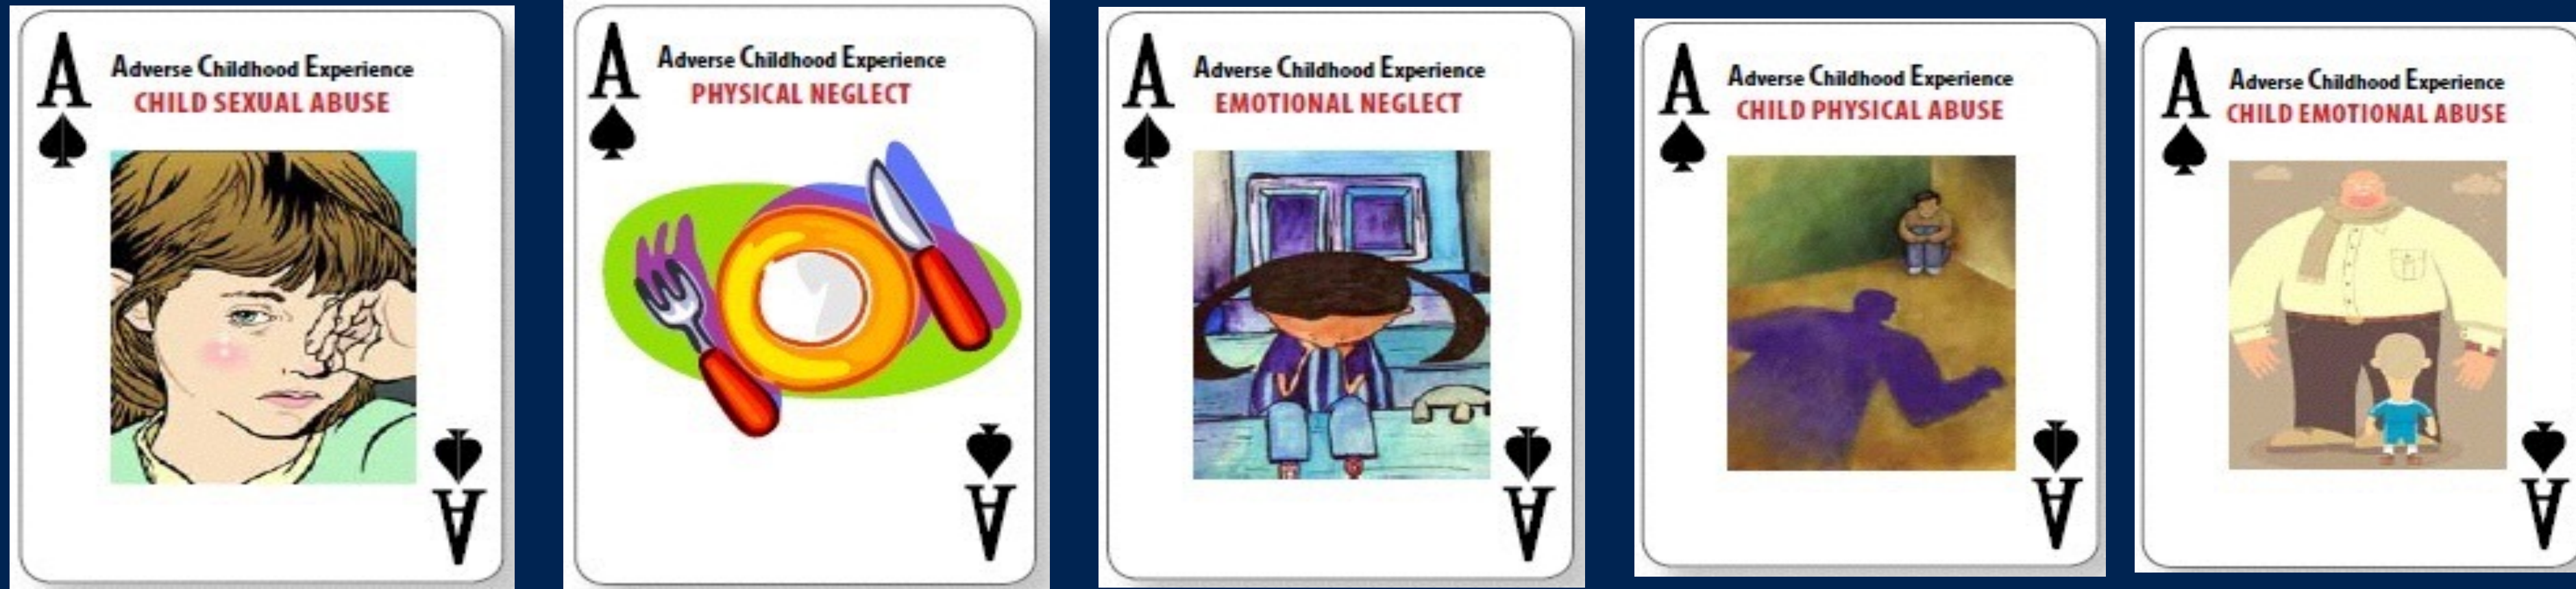 A
Adverse Childhood Experience
CHILD SEXUAL ABUSE
A
A
Adverse Childhood Experience
PHYSICAL NEGLECT
A
A
Adverse Childhood Experience
EMOTIONAL NEGLECT
A
A
Adverse Childhood Experience
CHILD PHYSICAL ABUSE
A
A
Adverse Childhood Experience
CHILD EMOTIONAL ABUSE
A